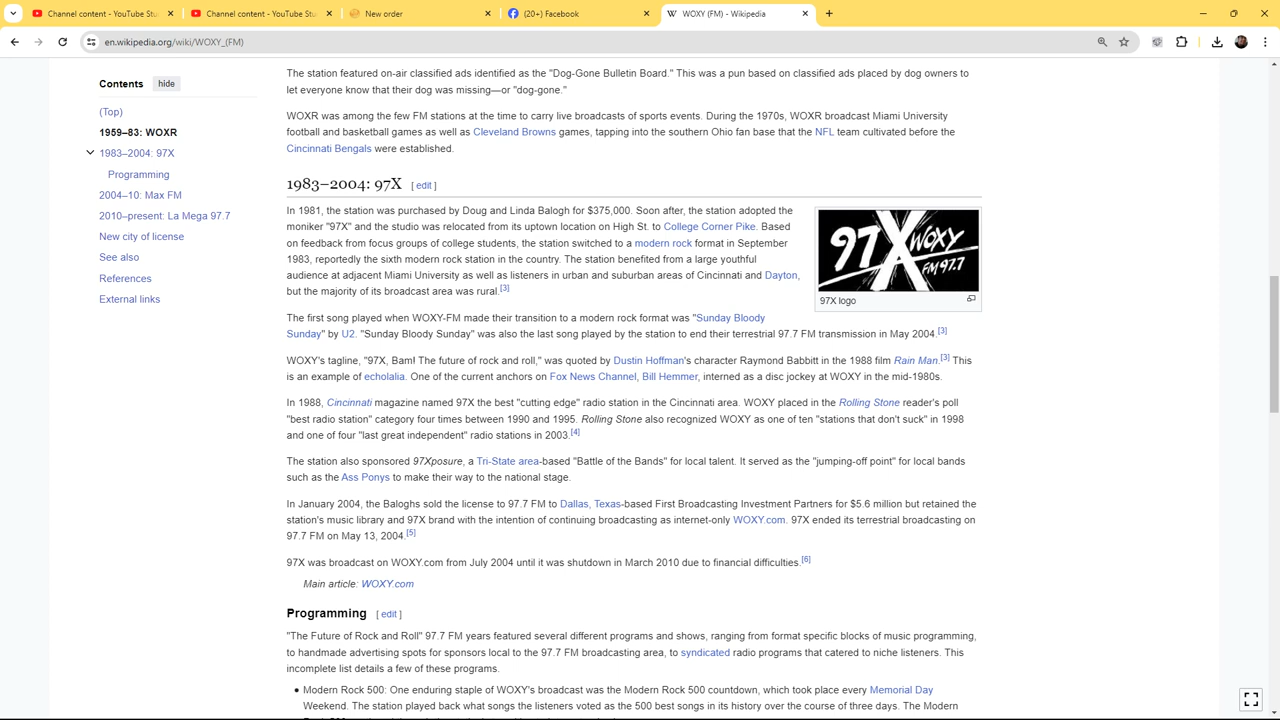 Channel content - YouTube Stu
Channel content - YouTube Stu
New order
(20+) Facebook
WOXY (FM) - Wikipedia
en.wikipedia.org/wiki/WOXY_(FM)
Contents hide
(Top)
1959–83: WOXR
1983–2004: 97X
Programming
2004–10: Max FM
2010–present: La Mega 97.7
New city of license
See also
References
External links
The station featured on-air classified ads identified as the "Dog-Gone Bulletin Board." This was a pun based on classified ads placed by dog owners to
let everyone know that their dog was missing—or "dog-gone."
WOXR was among the few FM stations at the time to carry live broadcasts of sports events. During the 1970s, WOXR broadcast Miami University
football and basketball games as well as Cleveland Browns games, tapping into the southern Ohio fan base that the NFL team cultivated before the
Cincinnati Bengals were established.
1983–2004: 97X [ edit ]
In 1981, the station was purchased by Doug and Linda Balogh for $375,000. Soon after, the station adopted the
moniker "97X" and the studio was relocated from its uptown location on High St. to College Corner Pike. Based
on feedback from focus groups of college students, the station switched to a modern rock format in September
1983, reportedly the sixth modern rock station in the country. The station benefited from a large youthful
audience at adjacent Miami University as well as listeners in urban and suburban areas of Cincinnati and Dayton,
but the majority of its broadcast area was rural.[3]
97X WOXY
FM 97.7
97X logo
The first song played when WOXY-FM made their transition to a modern rock format was "Sunday Bloody
Sunday" by U2. "Sunday Bloody Sunday" was also the last song played by the station to end their terrestrial 97.7 FM transmission in May 2004.[3]
WOXY's tagline, "97X, Bam! The future of rock and roll," was quoted by Dustin Hoffman's character Raymond Babbitt in the 1988 film Rain Man.[3] This
is an example of echolalia. One of the current anchors on Fox News Channel, Bill Hemmer, interned as a disc jockey at WOXY in the mid-1980s.
In 1988, Cincinnati magazine named 97X the best "cutting edge" radio station in the Cincinnati area. WOXY placed in the Rolling Stone reader's poll
"best radio station" category four times between 1990 and 1995. Rolling Stone also recognized WOXY as one of ten "stations that don't suck" in 1998
and one of four "last great independent" radio stations in 2003.[4]
The station also sponsored 97Xposure, a Tri-State area-based "Battle of the Bands" for local talent. It served as the "jumping-off point" for local bands
such as the Ass Ponys to make their way to the national stage.
In January 2004, the Baloghs sold the license to 97.7 FM to Dallas, Texas-based First Broadcasting Investment Partners for $5.6 million but retained the
station's music library and 97X brand with the intention of continuing broadcasting as internet-only WOXY.com. 97X ended its terrestrial broadcasting on
97.7 FM on May 13, 2004.[5]
97X was broadcast on WOXY.com from July 2004 until it was shutdown in March 2010 due to financial difficulties.[6]
Main article: WOXY.com
Programming [ edit ]
"The Future of Rock and Roll" 97.7 FM years featured several different programs and shows, ranging from format specific blocks of music programming,
to handmade advertising spots for sponsors local to the 97.7 FM broadcasting area, to syndicated radio programs that catered to niche listeners. This
incomplete list details a few of these programs.
• Modern Rock 500: One enduring staple of WOXY's broadcast was the Modern Rock 500 countdown, which took place every Memorial Day
Weekend. The station played back what songs the listeners voted as the 500 best songs in its history over the course of three days. The Modern